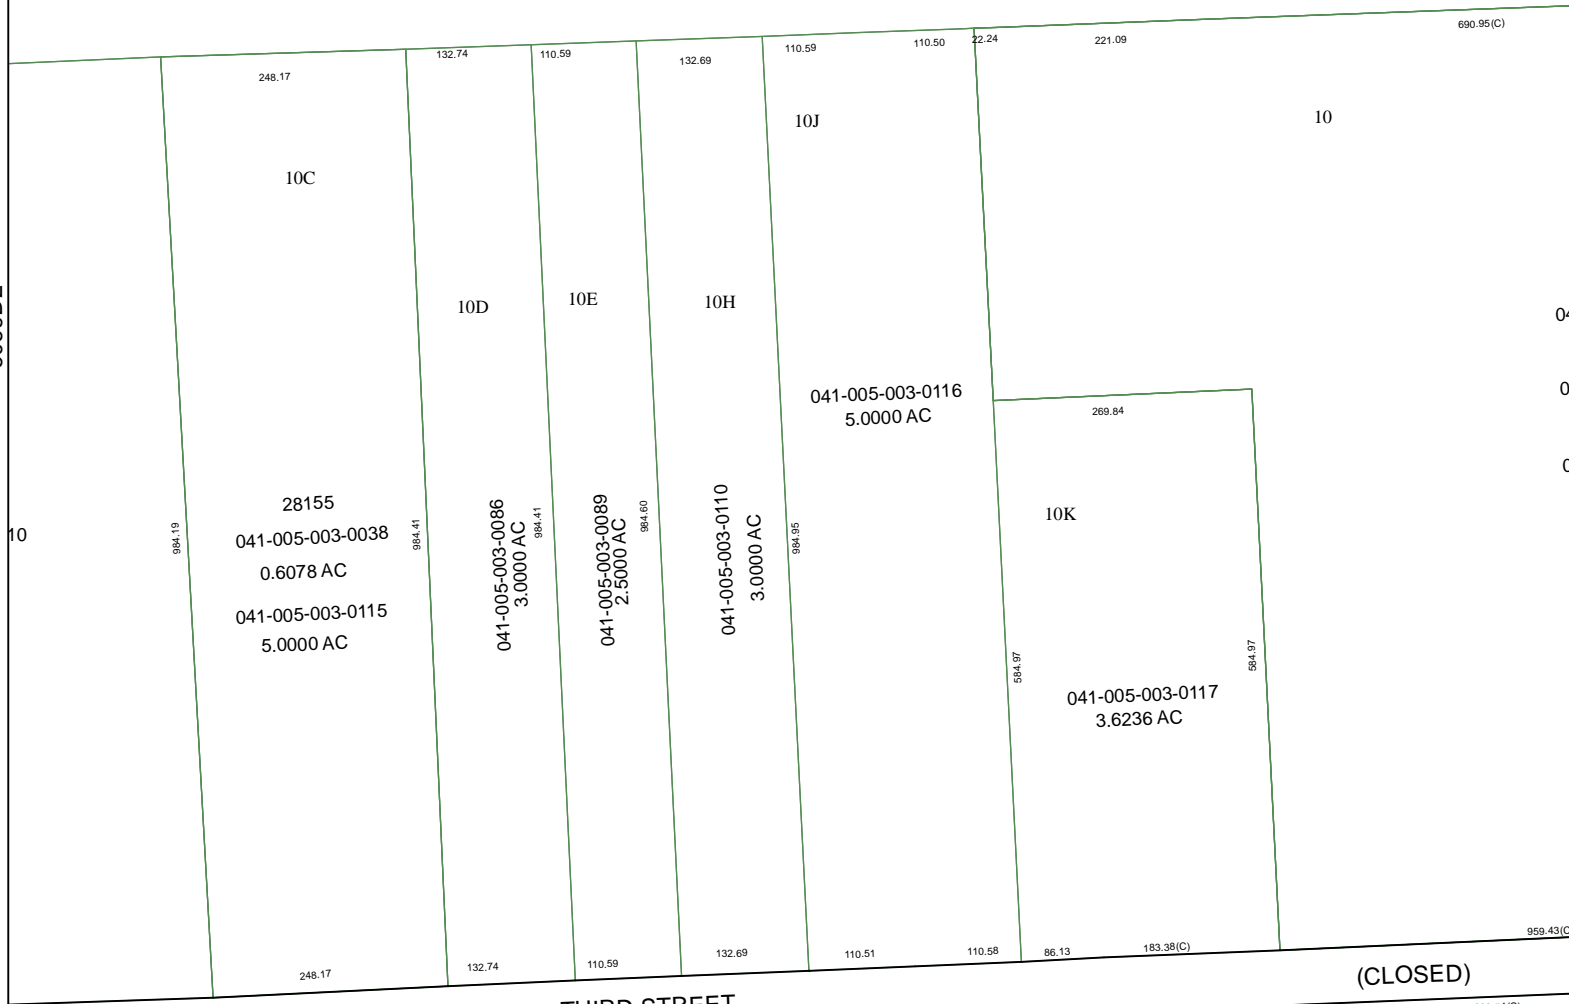 690.95(C)
22.24
221.09
110.50
110.59
132.74
110.59
132.69
248.17
10J
10
10C
10D
10E
10H
041-005-003-0116
5.0000 AC
269.84
28155
041-005-003-0038
0.6078 AC
041-005-003-0115
5.0000 AC
10
984.19
984.41
041-005-003-0086
3.0000 AC
984.41
041-005-003-0089
2.5000 AC
984.60
041-005-003-0110
3.0000 AC
984.95
10K
584.97
584.97
041-005-003-0117
3.6236 AC
959.43(C
248.17
132.74
110.59
132.69
110.51
110.58
86.13
183.38(C)
(CLOSED)
THIRD STREET